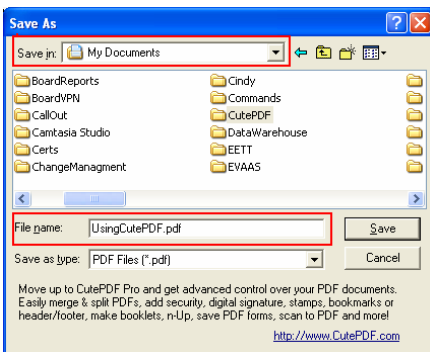 Save As
Save in: My Documents
BoardReports Cindy
BoardVPN Commands
CallOut CutePDF
Camtasia Studio DataWarehouse
Certs EETT
ChangeManagment EVAAS
File name: UsingCutePDF.pdf Save
Save as type: PDF Files (*.pdf) Cancel
Move up to CutePDF Pro and get advanced control over your PDF documents.
Easily merge & split PDFs, add security, digital signature, stamps, bookmarks or
header/footer, make booklets, n-Up, save PDF forms, scan to PDF and more!
http://www.CutePDF.com